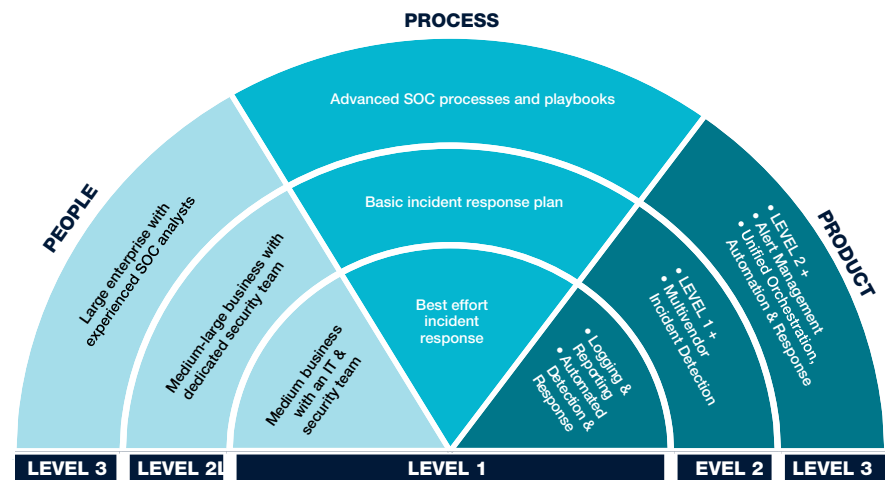 PROCESS
Advanced SOC processes and playbooks
Basic incident response plan
Best effort
incident
response
PEOPLE
Large enterprise with
experienced SOC analysts
Medium-large business with
dedicated security team
Medium business
with an IT &
security team
PRODUCT
• LEVEL 2 +
• Alert Management
• Unified Orchestration,
Automation & Response
• LEVEL 1 +
• Multivendor
Incident Detection
• Logging &
Reporting
• Automated
Detection &
Response
LEVEL 3
LEVEL 2L
LEVEL 1
EVEL 2
LEVEL 3